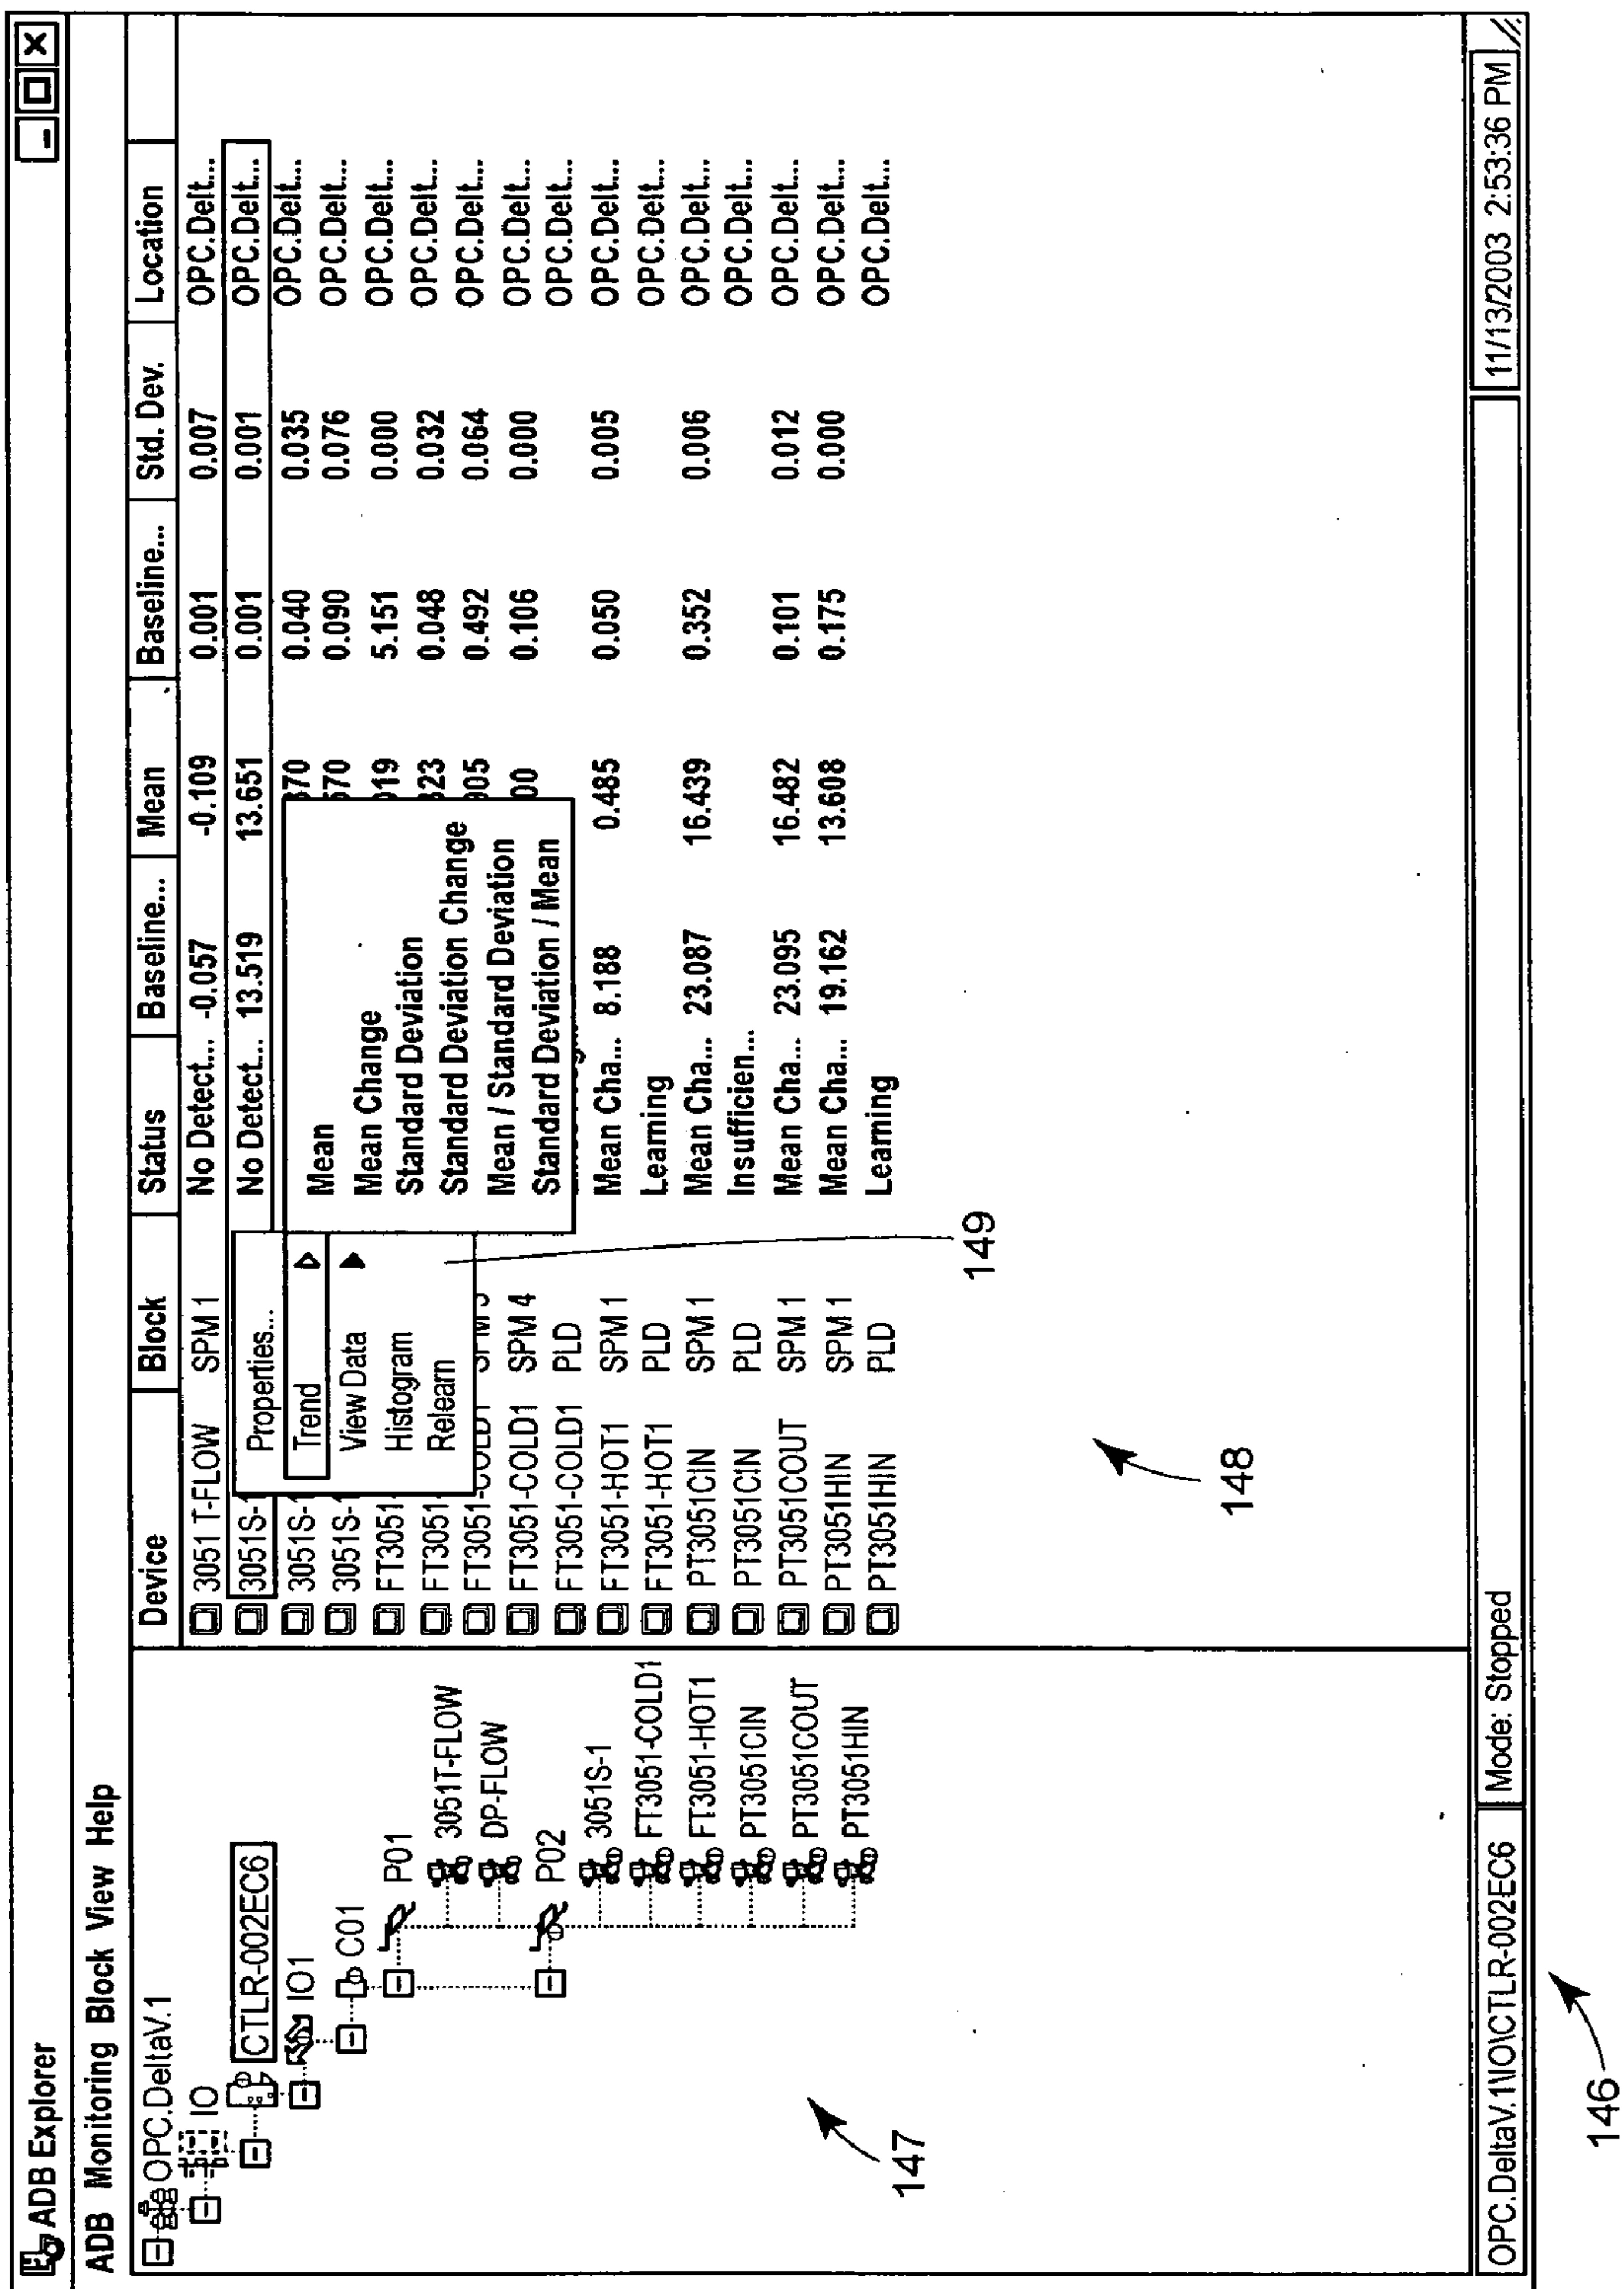 ADB Explorer
ADB Monitoring Block View Help
OPC.DeltaV.1
IO
CTLR-002EC6
IO1
C01
P01
3051T-FLOW
DP-FLOW
P02
3051S-1
FT3051-COLD1
FT3051-HOT1
PT3051CIN
PT3051COUT
PT3051HIN
Device Block Status Baseline... Mean Baseline... Std. Dev. Location
3051 T-FLOW SPM 1 No Detect... -0.057 -0.109 0.001 0.007 OPC.Delt...
3051S- No Detect... 13.519 13.651 0.001 0.001 OPC.Delt...
3051S- 370 0.040 0.035 OPC.Delt...
3051S- 570 0.090 0.076 OPC.Delt...
FT3051- 919 5.151 0.000 OPC.Delt...
FT3051- 323 0.048 0.032 OPC.Delt...
FT3051-COLD1 905 0.492 0.064 OPC.Delt...
FT3051-COLD1 SPM 4 00 0.106 0.000 OPC.Delt...
FT3051-COLD1 PLD OPC.Delt...
FT3051-HOT1 SPM 1 Mean Cha... 8.188 0.485 0.050 0.005 OPC.Delt...
FT3051-HOT1 PLD Learning OPC.Delt...
PT3051CIN SPM 1 Mean Cha... 23.087 16.439 0.352 0.006 OPC.Delt...
PT3051CIN PLD Insufficien... OPC.Delt...
PT3051COUT SPM 1 Mean Cha... 23.095 16.482 0.101 0.012 OPC.Delt...
PT3051HIN SPM 1 Mean Cha... 19.162 13.608 0.175 0.000 OPC.Delt...
PT3051HIN PLD Learning OPC.Delt...
Properties...
Trend
View Data
Histogram
Relearn
Mean
Mean Change
Standard Deviation
Standard Deviation Change
Mean / Standard Deviation
Standard Deviation / Mean
149
148
147
OPC.DeltaV.1\IO\CTLR-002EC6 Mode: Stopped 11/13/2003 2:53:36 PM
146